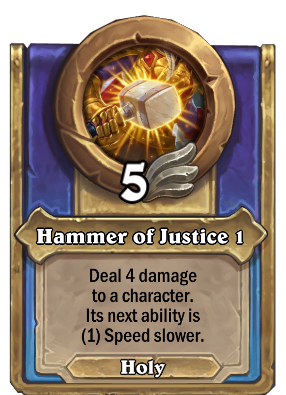 5
Hammer of Justice 1
Deal 4 damage
to a character.
Its next ability is
(1) Speed slower.
Holy